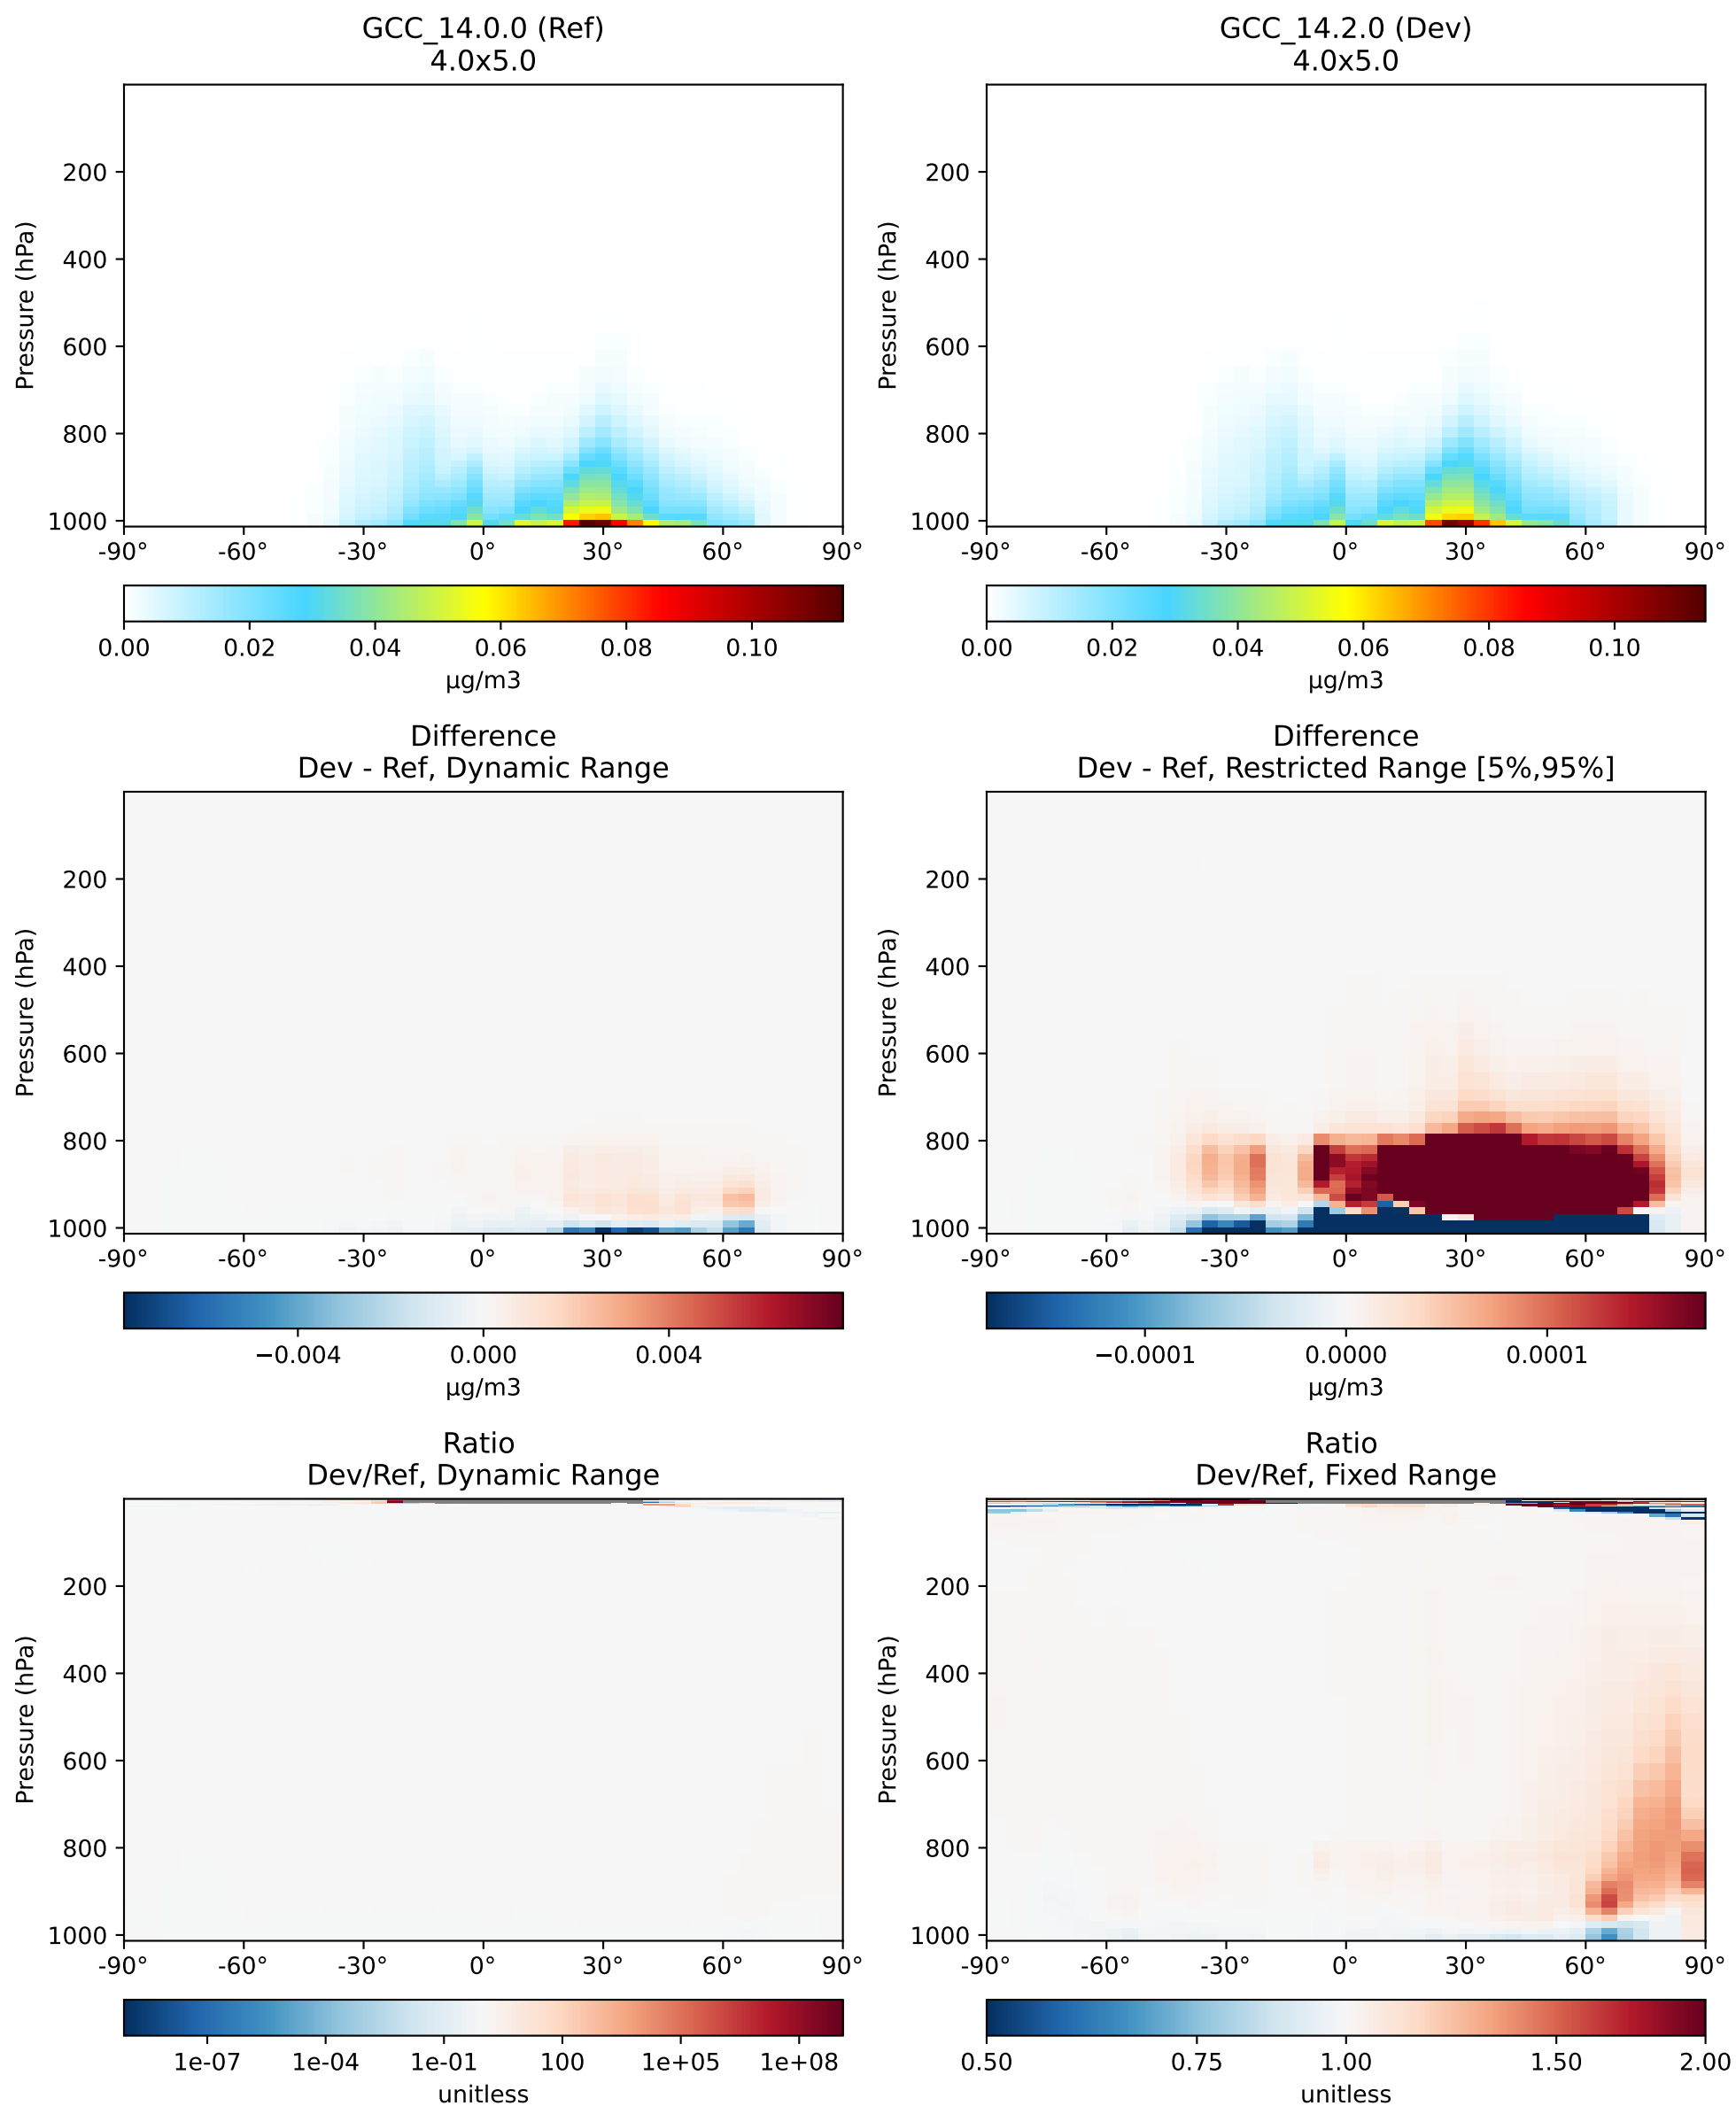 GCC_14.0.0 (Ref)
4.0x5.0
Pressure (hPa)
200
400
600
800
1000
-90° -60° -30° 0° 30° 60° 90°
0.00 0.02 0.04 0.06 0.08 0.10
µg/m3
GCC_14.2.0 (Dev)
4.0x5.0
Pressure (hPa)
200
400
600
800
1000
-90° -60° -30° 0° 30° 60° 90°
0.00 0.02 0.04 0.06 0.08 0.10
µg/m3
Difference
Dev - Ref, Dynamic Range
Pressure (hPa)
200
400
600
800
1000
-90° -60° -30° 0° 30° 60° 90°
−0.004 0.000 0.004
µg/m3
Difference
Dev - Ref, Restricted Range [5%,95%]
Pressure (hPa)
200
400
600
800
1000
-90° -60° -30° 0° 30° 60° 90°
−0.0001 0.0000 0.0001
µg/m3
Ratio
Dev/Ref, Dynamic Range
Pressure (hPa)
200
400
600
800
1000
-90° -60° -30° 0° 30° 60° 90°
1e-07 1e-04 1e-01 100 1e+05 1e+08
unitless
Ratio
Dev/Ref, Fixed Range
Pressure (hPa)
200
400
600
800
1000
-90° -60° -30° 0° 30° 60° 90°
0.50 0.75 1.00 1.50 2.00
unitless